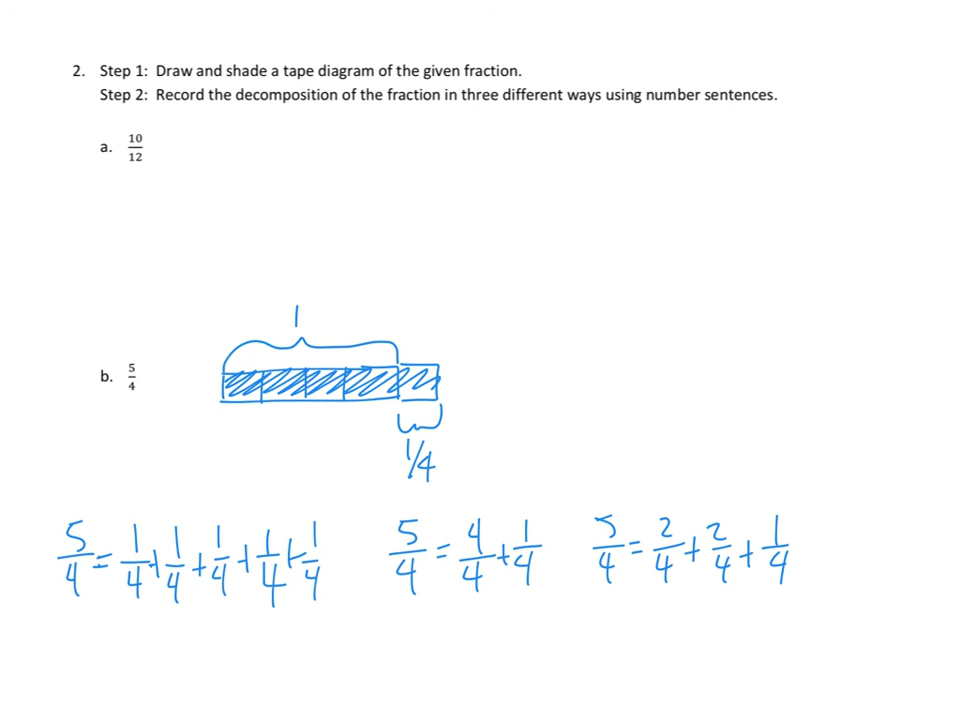 2. Step 1: Draw and shade a tape diagram of the given fraction.
Step 2: Record the decomposition of the fraction in three different ways using number sentences.
a. 10/12
1
b. 5/4
1/4
5/4 = 1/4 + 1/4 + 1/4 + 1/4 + 1/4 5/4 = 4/4 + 1/4 5/4 = 2/4 + 2/4 + 1/4